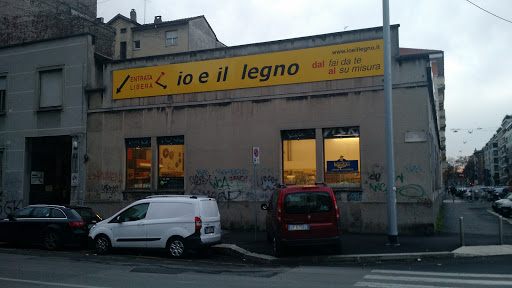 www.ioeillegno.it
ENTRATA
LIBERA
io e il legno
dal fai da te
al su misura